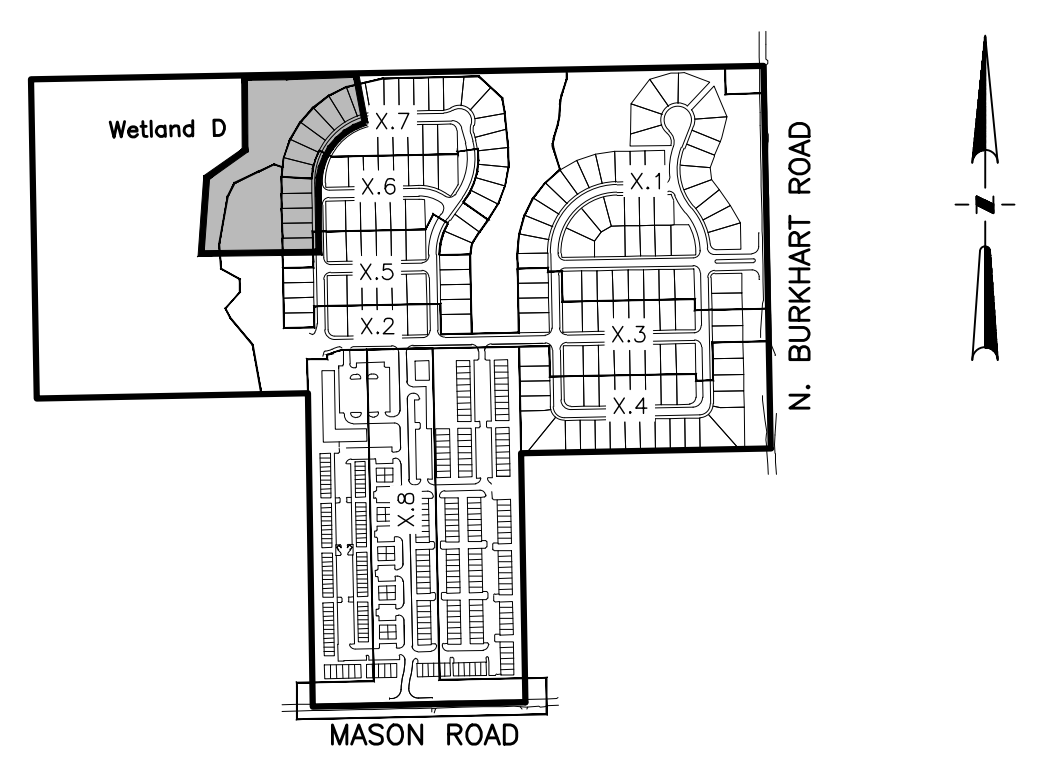 Wetland D
X.7
X.6
X.1
X.5
X.2
X.3
X.4
X.8
N. BURKHART ROAD
N
MASON ROAD